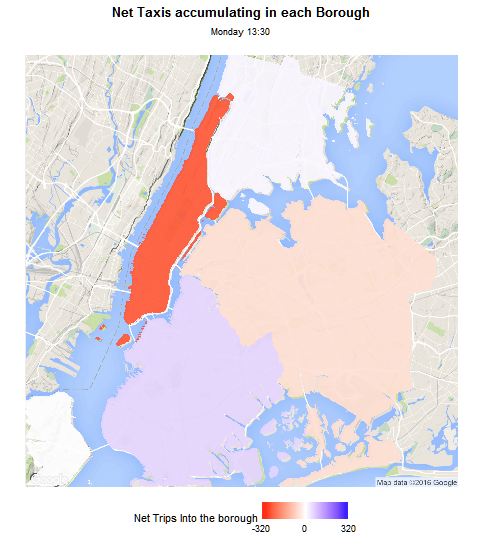 Net Taxis accumulating in each Borough
Monday 13:30
Map data ©2016 Google
Net Trips Into the borough
-320 0 320